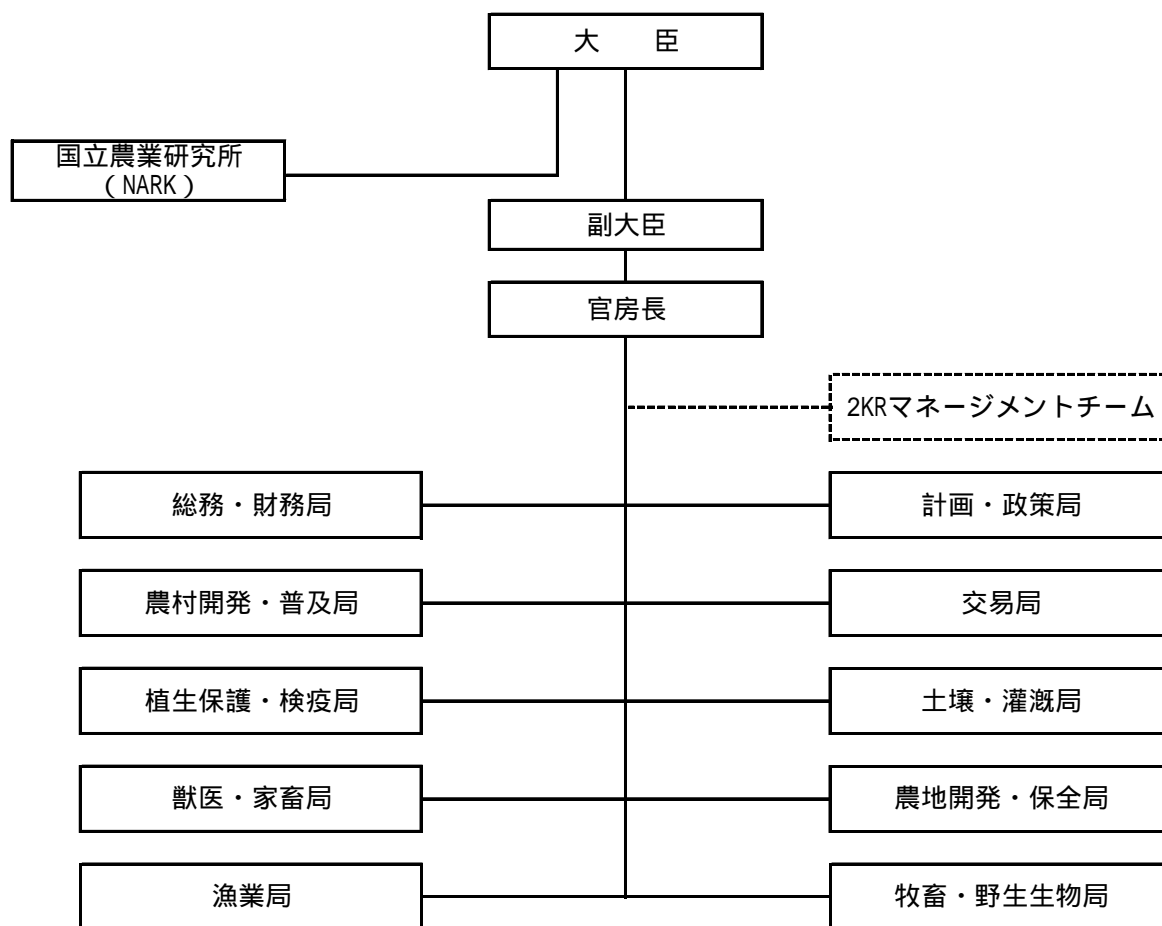 大　臣
国立農業研究所
（NARK）
副大臣
官房長
2KRマネージメントチーム
総務・財務局
計画・政策局
農村開発・普及局
交易局
植生保護・検疫局
土壌・灌漑局
獣医・家畜局
農地開発・保全局
漁業局
牧畜・野生生物局